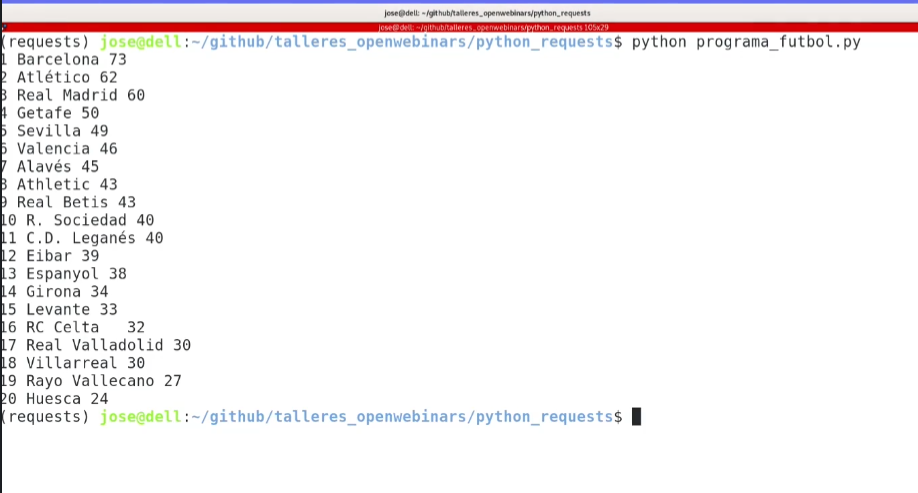 jose@dell: ~/github/talleres_openwebinars/python_requests
jose@dell: ~/github/talleres_openwebinars/python_requests 105x29
(requests) jose@dell:~/github/talleres_openwebinars/python_requests$ python programa_futbol.py
1 Barcelona 73
2 Atlético 62
3 Real Madrid 60
4 Getafe 50
5 Sevilla 49
6 Valencia 46
7 Alavés 45
8 Athletic 43
9 Real Betis 43
10 R. Sociedad 40
11 C.D. Leganés 40
12 Eibar 39
13 Espanyol 38
14 Girona 34
15 Levante 33
16 RC Celta   32
17 Real Valladolid 30
18 Villarreal 30
19 Rayo Vallecano 27
20 Huesca 24
(requests) jose@dell:~/github/talleres_openwebinars/python_requests$